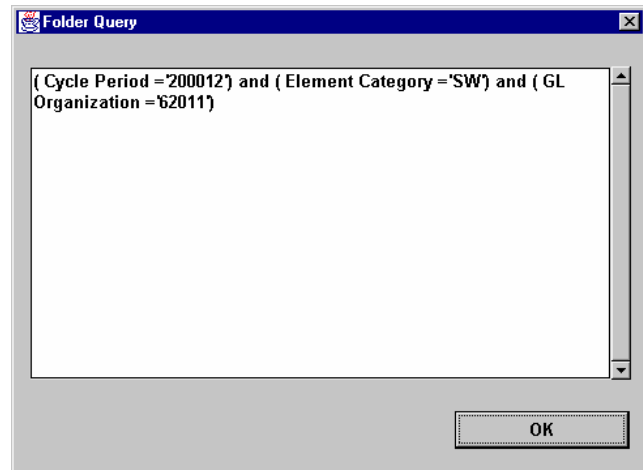 Folder Query
( Cycle Period ='200012') and ( Element Category ='SW') and ( GL
Organization ='62011')
OK